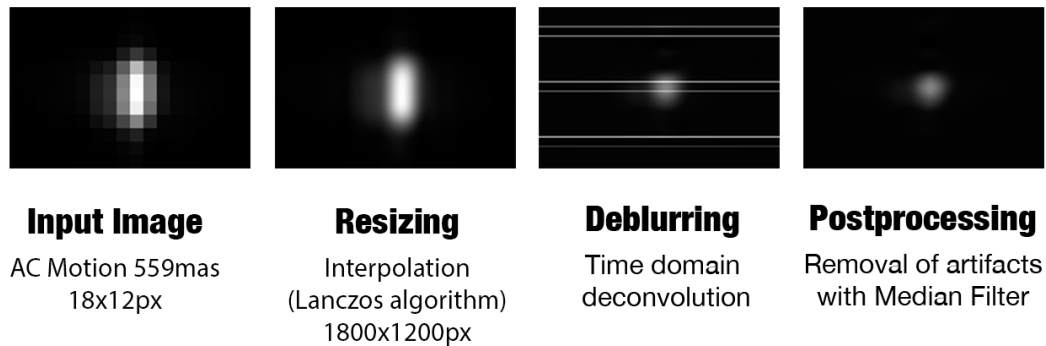 Input Image
AC Motion 559mas
18x12px
Resizing
Interpolation
(Lanczos algorithm)
1800x1200px
Deblurring
Time domain
deconvolution
Postprocessing
Removal of artifacts
with Median Filter